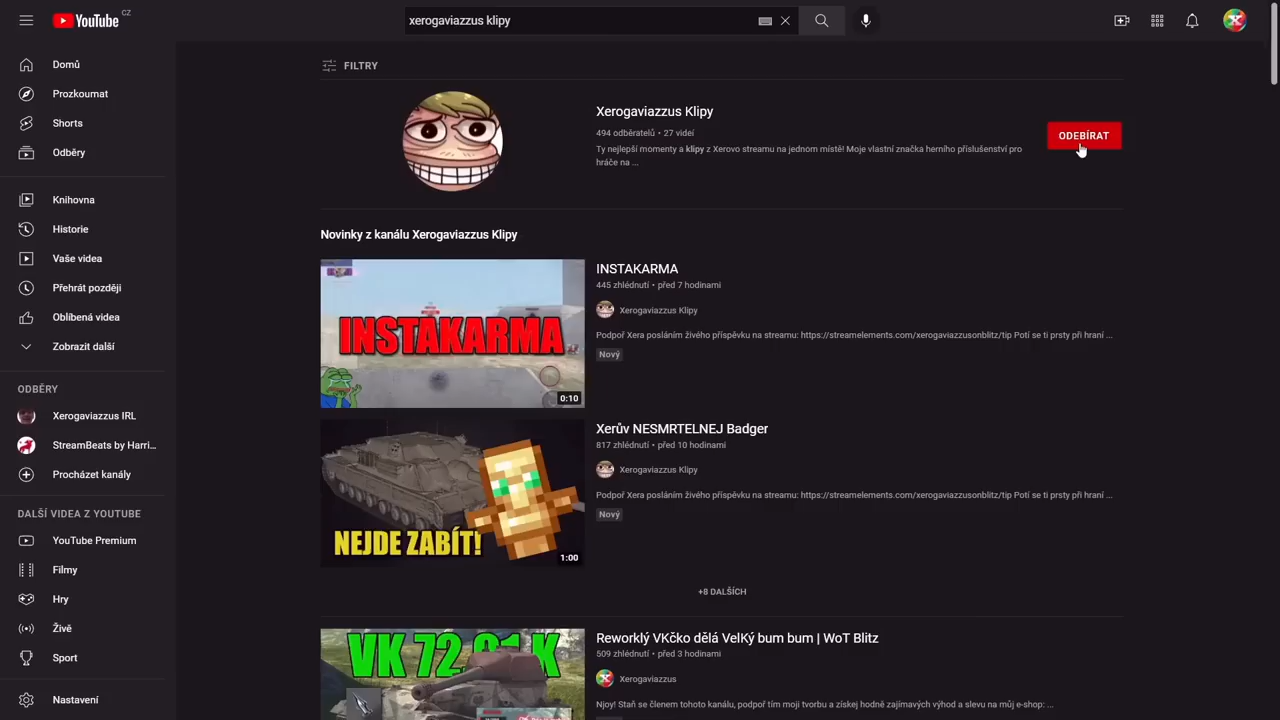 YouTube CZ
xerogaviazzus klipy
Domů
Prozkoumat
Shorts
Odběry
Knihovna
Historie
Vaše videa
Přehrát později
Oblíbená videa
Zobrazit další
ODBĚRY
Xerogaviazzus IRL
StreamBeats by Harri...
Procházet kanály
DALŠÍ VIDEA Z YOUTUBE
YouTube Premium
Filmy
Hry
Živě
Sport
Nastavení
FILTRY
Xerogaviazzus Klipy
494 odběratelů • 27 videí
Ty nejlepší momenty a klipy z Xerovo streamu na jednom místě! Moje vlastní značka herního příslušenství pro
hráče na ...
ODEBÍRAT
Novinky z kanálu Xerogaviazzus Klipy
INSTAKARMA
0:10
INSTAKARMA
445 zhlédnutí • před 7 hodinami
Xerogaviazzus Klipy
Podpoř Xera posláním živého příspěvku na streamu: https://streamelements.com/xerogaviazzusonblitz/tip Potí se ti prsty při hraní ...
Nový
NEJDE ZABÍT!
1:00
Xerův NESMRTELNEJ Badger
817 zhlédnutí • před 10 hodinami
Xerogaviazzus Klipy
Podpoř Xera posláním živého příspěvku na streamu: https://streamelements.com/xerogaviazzusonblitz/tip Potí se ti prsty při hraní ...
Nový
+8 DALŠÍCH
VK 72.01 K
Reworklý VKčko dělá Velký bum bum | WoT Blitz
509 zhlédnutí • před 3 hodinami
Xerogaviazzus
Njoy! Staň se členem tohoto kanálu, podpoř tím moji tvorbu a získej hodně zajímavých výhod a slevu na můj e-shop: ...